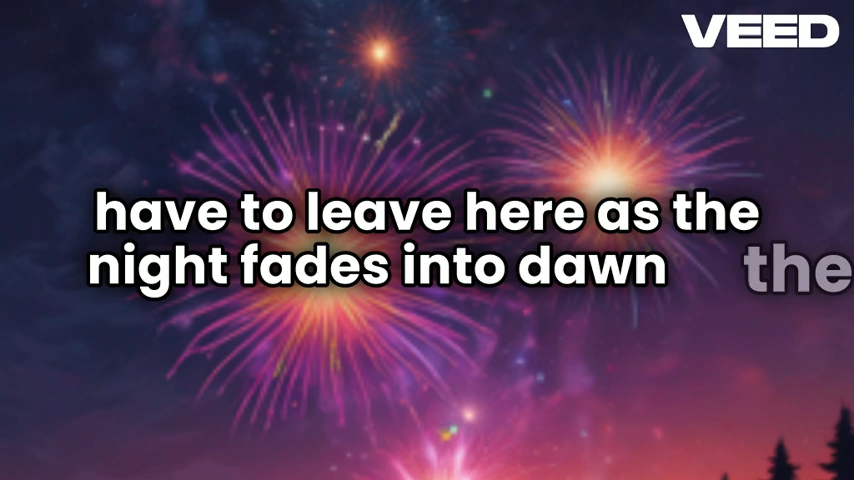 VEED
have to leave here as the
night fades into dawn the